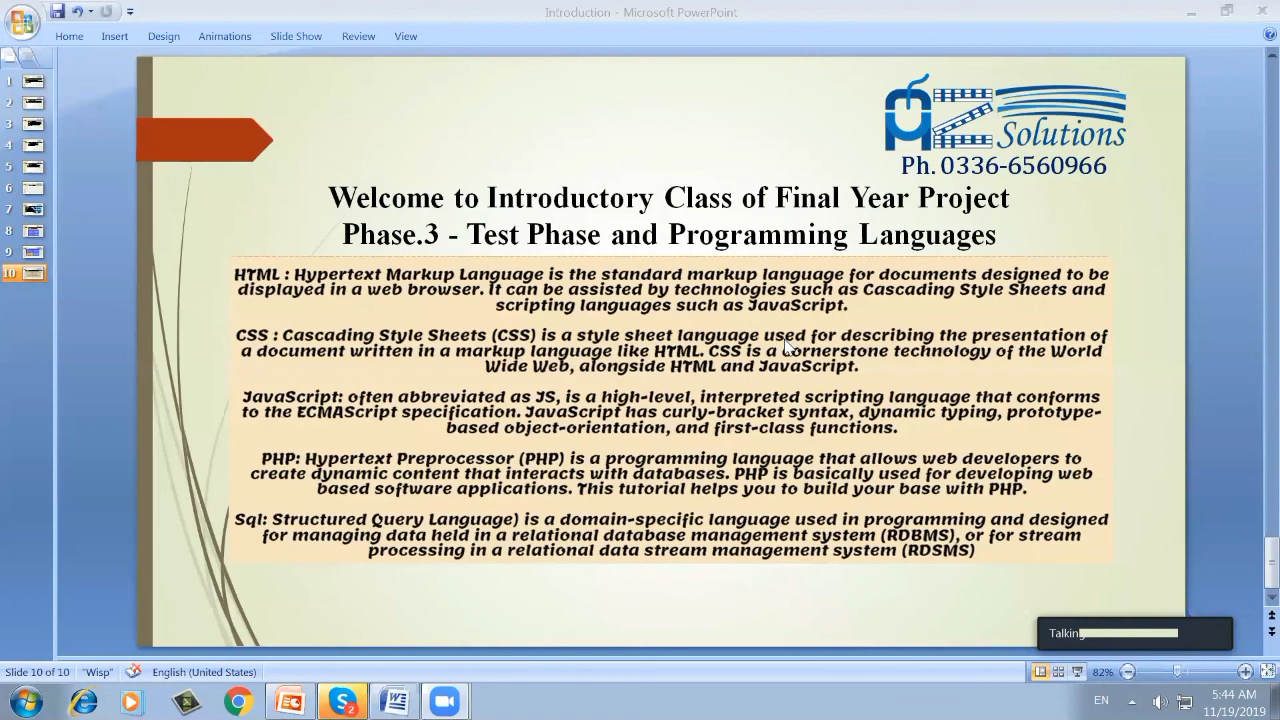 Introduction - Microsoft PowerPoint
Home Insert Design Animations Slide Show Review View
1
2
3
4
5
6
7
8
9
10
Solutions
Ph. 0336-6560966
Welcome to Introductory Class of Final Year Project
Phase.3 - Test Phase and Programming Languages
HTML : Hypertext Markup Language is the standard markup language for documents designed to be
displayed in a web browser. It can be assisted by technologies such as Cascading Style Sheets and
scripting languages such as JavaScript.
CSS : Cascading Style Sheets (CSS) is a style sheet language used for describing the presentation of
a document written in a markup language like HTML. CSS is a cornerstone technology of the World
Wide Web, alongside HTML and JavaScript.
JavaScript: often abbreviated as JS, is a high-level, interpreted scripting language that conforms
to the ECMAScript specification. JavaScript has curly-bracket syntax, dynamic typing, prototype-
based object-orientation, and first-class functions.
PHP: Hypertext Preprocessor (PHP) is a programming language that allows web developers to
create dynamic content that interacts with databases. PHP is basically used for developing web
based software applications. This tutorial helps you to build your base with PHP.
Sql: Structured Query Language) is a domain-specific language used in programming and designed
for managing data held in a relational database management system (RDBMS), or for stream
processing in a relational data stream management system (RDSMS)
Talking
Slide 10 of 10 "Wisp" English (United States) 82%
2
EN 5:44 AM
11/19/2019